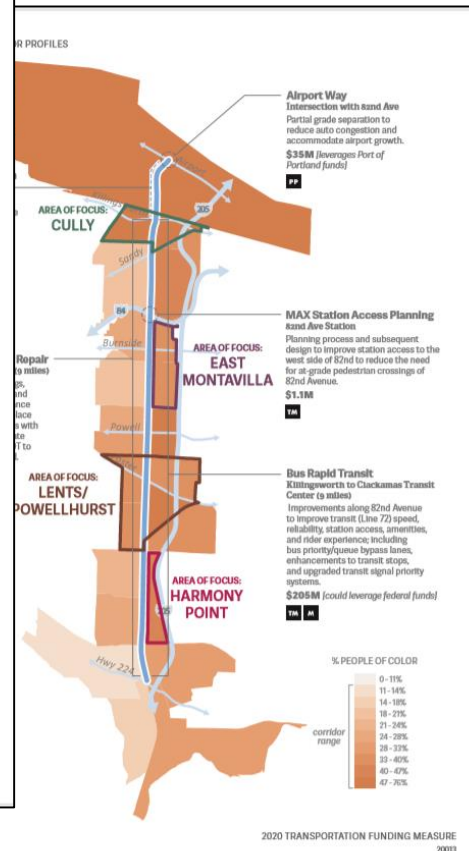 OR PROFILES
Airport Way
Intersection with 82nd Ave
Partial grade separation to
reduce auto congestion and
accommodate airport growth.
$35M [leverages Port of
Portland funds]
PP
AREA OF FOCUS:
CULLY
205
Sandy
84
Burnside
MAX Station Access Planning
82nd Ave Station
Planning process and subsequent
design to improve station access to the
west side of 82nd to reduce the need
for at-grade pedestrian crossings of
82nd Avenue.
$1.1M
TM
AREA OF FOCUS:
EAST
MONTAVILLA
Repair
(9 miles)
Powell
AREA OF FOCUS:
LENTS/
POWELLHURST
Bus Rapid Transit
Killingsworth to Clackamas Transit
Center (9 miles)
Improvements along 82nd Avenue
to improve transit (Line 72) speed,
reliability, station access, amenities,
and rider experience; including
bus priority/queue bypass lanes,
enhancements to transit stops,
and upgraded transit signal priority
systems.
$205M [could leverage federal funds]
TM M
AREA OF FOCUS:
HARMONY
POINT
205
Hwy 224
% PEOPLE OF COLOR
0-11%
11-14%
14-18%
18-21%
21-24%
24-28%
28-33%
33-40%
40-47%
47-76%
corridor
range
2020 TRANSPORTATION FUNDING MEASURE
20013